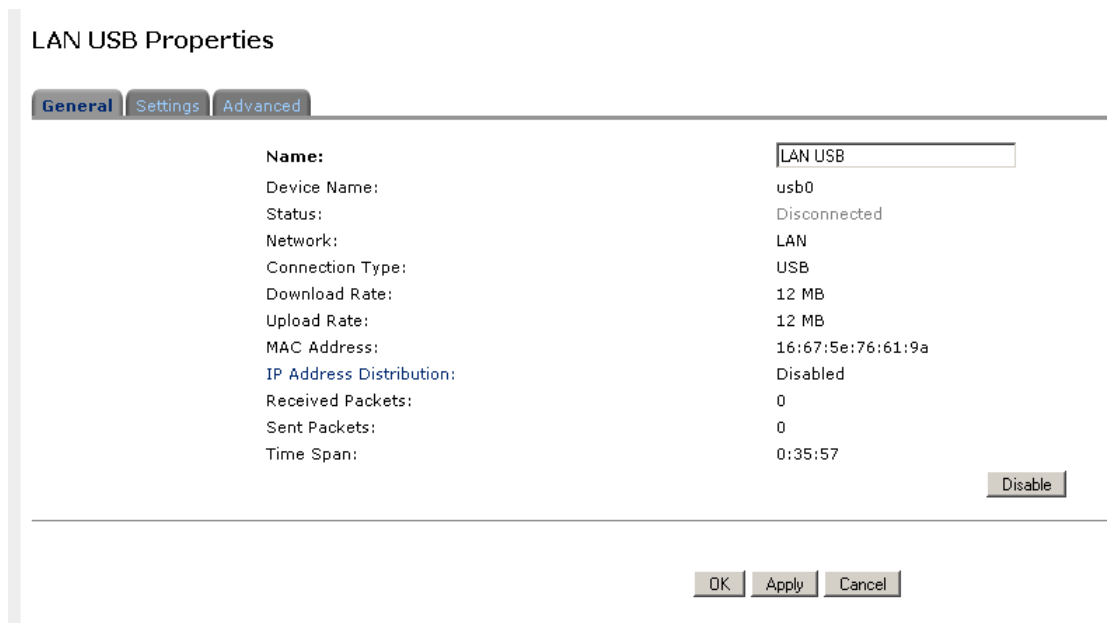 LAN USB Properties
General Settings Advanced
Name: LAN USB
Device Name: usb0
Status: Disconnected
Network: LAN
Connection Type: USB
Download Rate: 12 MB
Upload Rate: 12 MB
MAC Address: 16:67:5e:76:61:9a
IP Address Distribution: Disabled
Received Packets: 0
Sent Packets: 0
Time Span: 0:35:57
Disable
OK Apply Cancel